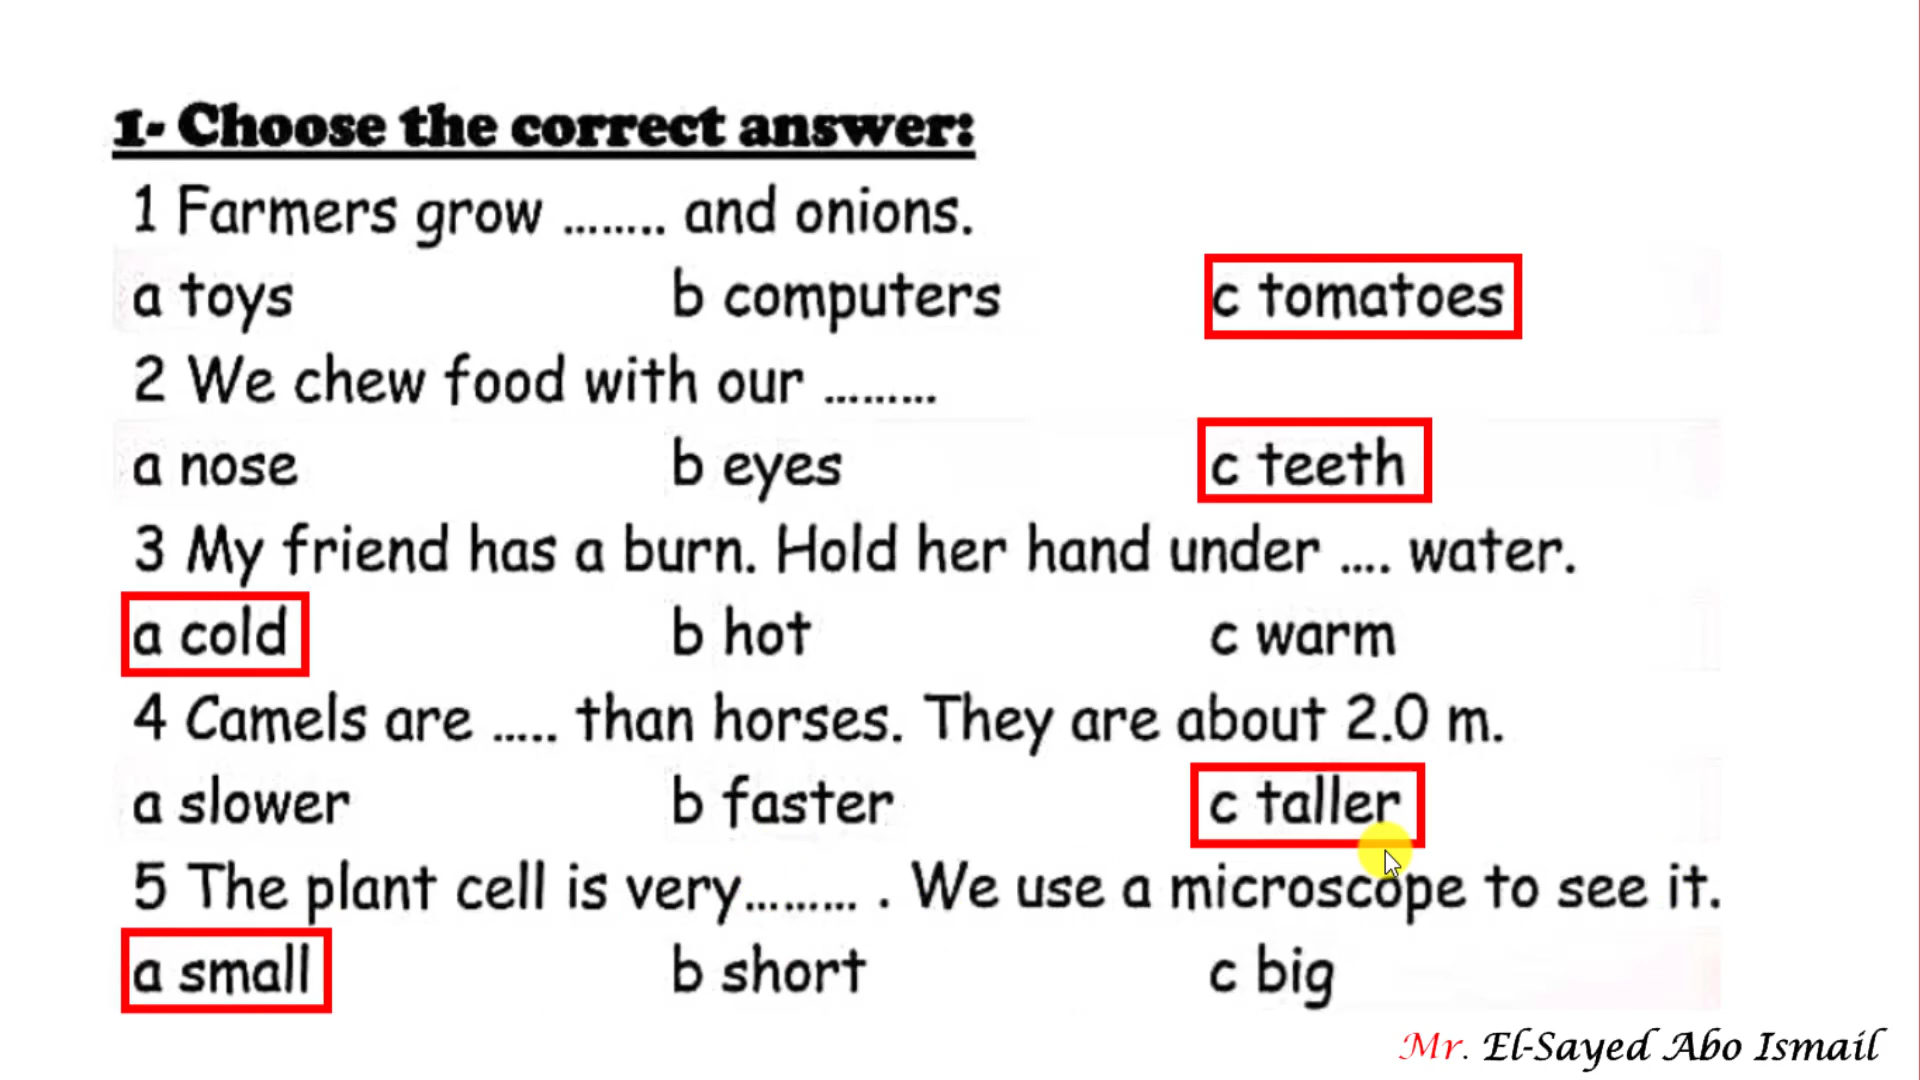 1- Choose the correct answer:
1 Farmers grow ........ and onions.
a toys b computers c tomatoes
2 We chew food with our .........
a nose b eyes c teeth
3 My friend has a burn. Hold her hand under .... water.
a cold b hot c warm
4 Camels are ..... than horses. They are about 2.0 m.
a slower b faster c taller
5 The plant cell is very......... . We use a microscope to see it.
a small b short c big
Mr. El-Sayed Abo Ismail